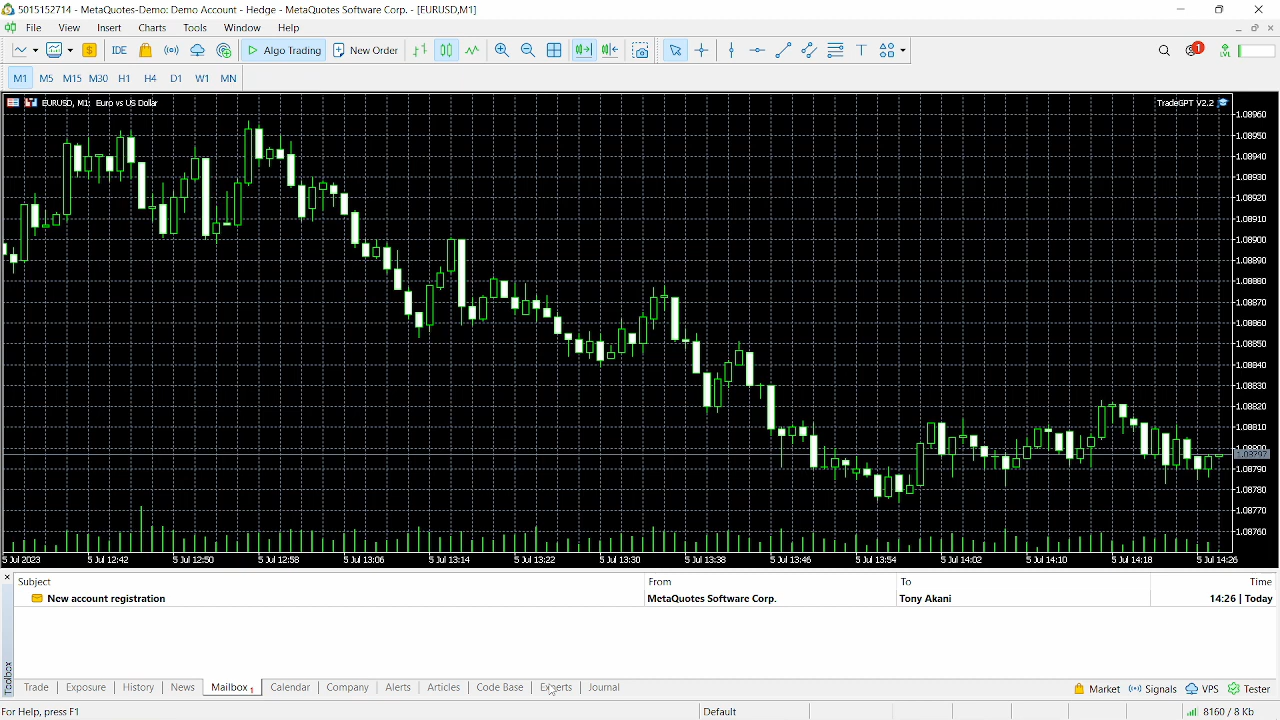 5015152714 - MetaQuotes-Demo: Demo Account - Hedge - MetaQuotes Software Corp. - [EURUSD,M1]
File View Insert Charts Tools Window Help
IDE Algo Trading New Order 1 LVL
M1 M5 M15 M30 H1 H4 D1 W1 MN
EURUSD, M1: Euro vs US Dollar TradeGPT V2.2
1.08960
1.08950
1.08940
1.08930
1.08920
1.08910
1.08900
1.08890
1.08880
1.08870
1.08860
1.08850
1.08840
1.08830
1.08820
1.08810
1.08797
1.08790
1.08780
1.08770
1.08760
5 Jul 2023 5 Jul 12:42 5 Jul 12:50 5 Jul 12:58 5 Jul 13:06 5 Jul 13:14 5 Jul 13:22 5 Jul 13:30 5 Jul 13:38 5 Jul 13:46 5 Jul 13:54 5 Jul 14:02 5 Jul 14:10 5 Jul 14:18 5 Jul 14:26
Subject From To Time
New account registration MetaQuotes Software Corp. Tony Akani 14:26 | Today
Toolbox
Trade Exposure History News Mailbox 1 Calendar Company Alerts Articles Code Base Experts Journal Market Signals VPS Tester
For Help, press F1 Default 8160 / 8 Kb